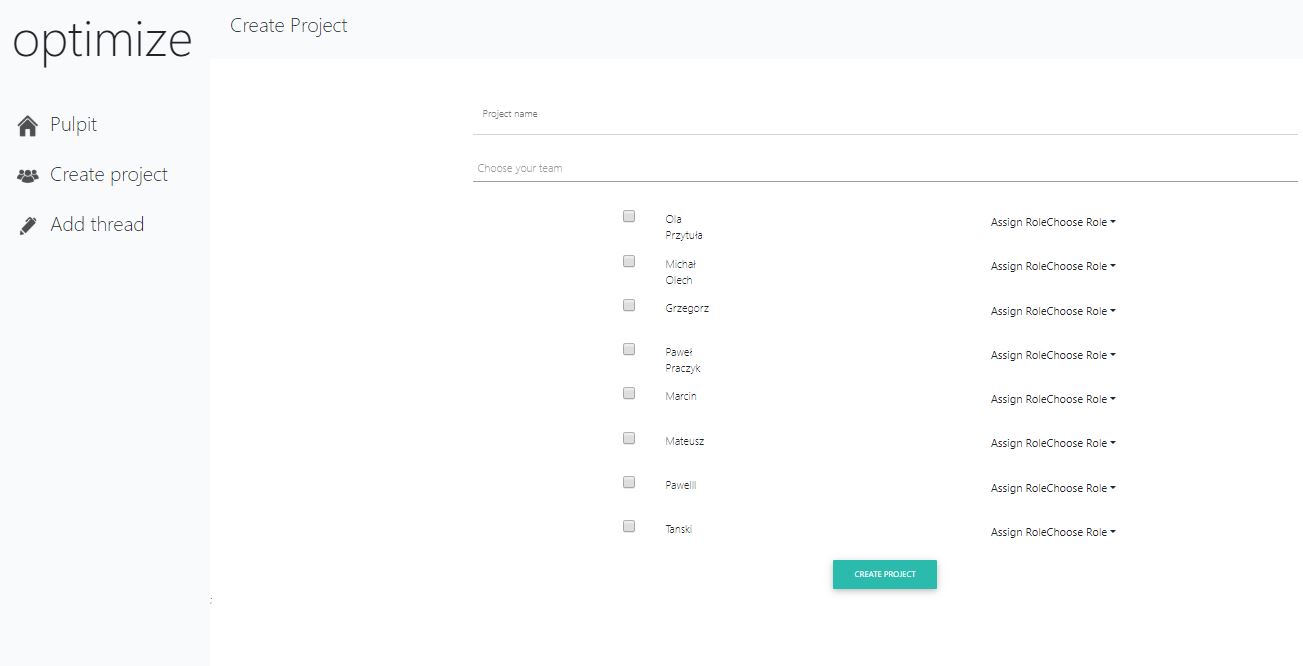 optimize
Create Project
Pulpit
Create project
Add thread
Project name
Choose your team
Ola
Przytuła
Assign RoleChoose Role
Michał
Olech
Assign RoleChoose Role
Grzegorz
Assign RoleChoose Role
Paweł
Praczyk
Assign RoleChoose Role
Marcin
Assign RoleChoose Role
Mateusz
Assign RoleChoose Role
Pawelll
Assign RoleChoose Role
Tanski
Assign RoleChoose Role
CREATE PROJECT
: